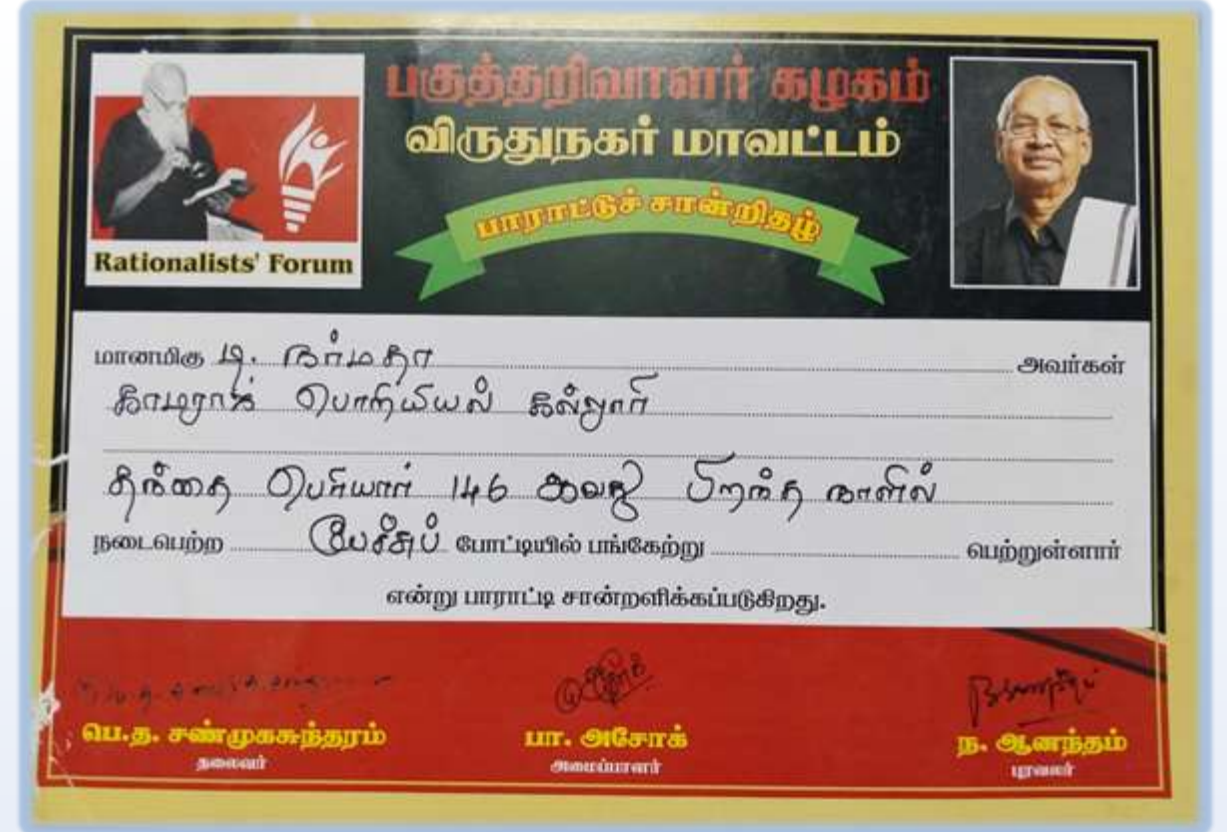 பகுத்தறிவாளர் கழகம்
விருதுநகர் மாவட்டம்
பாராட்டுச் சான்றிதழ்
Rationalists' Forum
மானமிகு டி. நர்மதா அவர்கள்
காமராஜ் பொறியியல் கல்லூரி
தந்தை பெரியார் 146 ஆவது பிறந்த நாளில்
நடைபெற்ற பேச்சுப் போட்டியில் பங்கேற்று பெற்றுள்ளார்
என்று பாராட்டி சான்றளிக்கப்படுகிறது.
பெ.த. சண்முகசுந்தரம்
தலைவர்
பா. அசோக்
அமைப்பாளர்
ந. ஆனந்தம்
புரவலர்